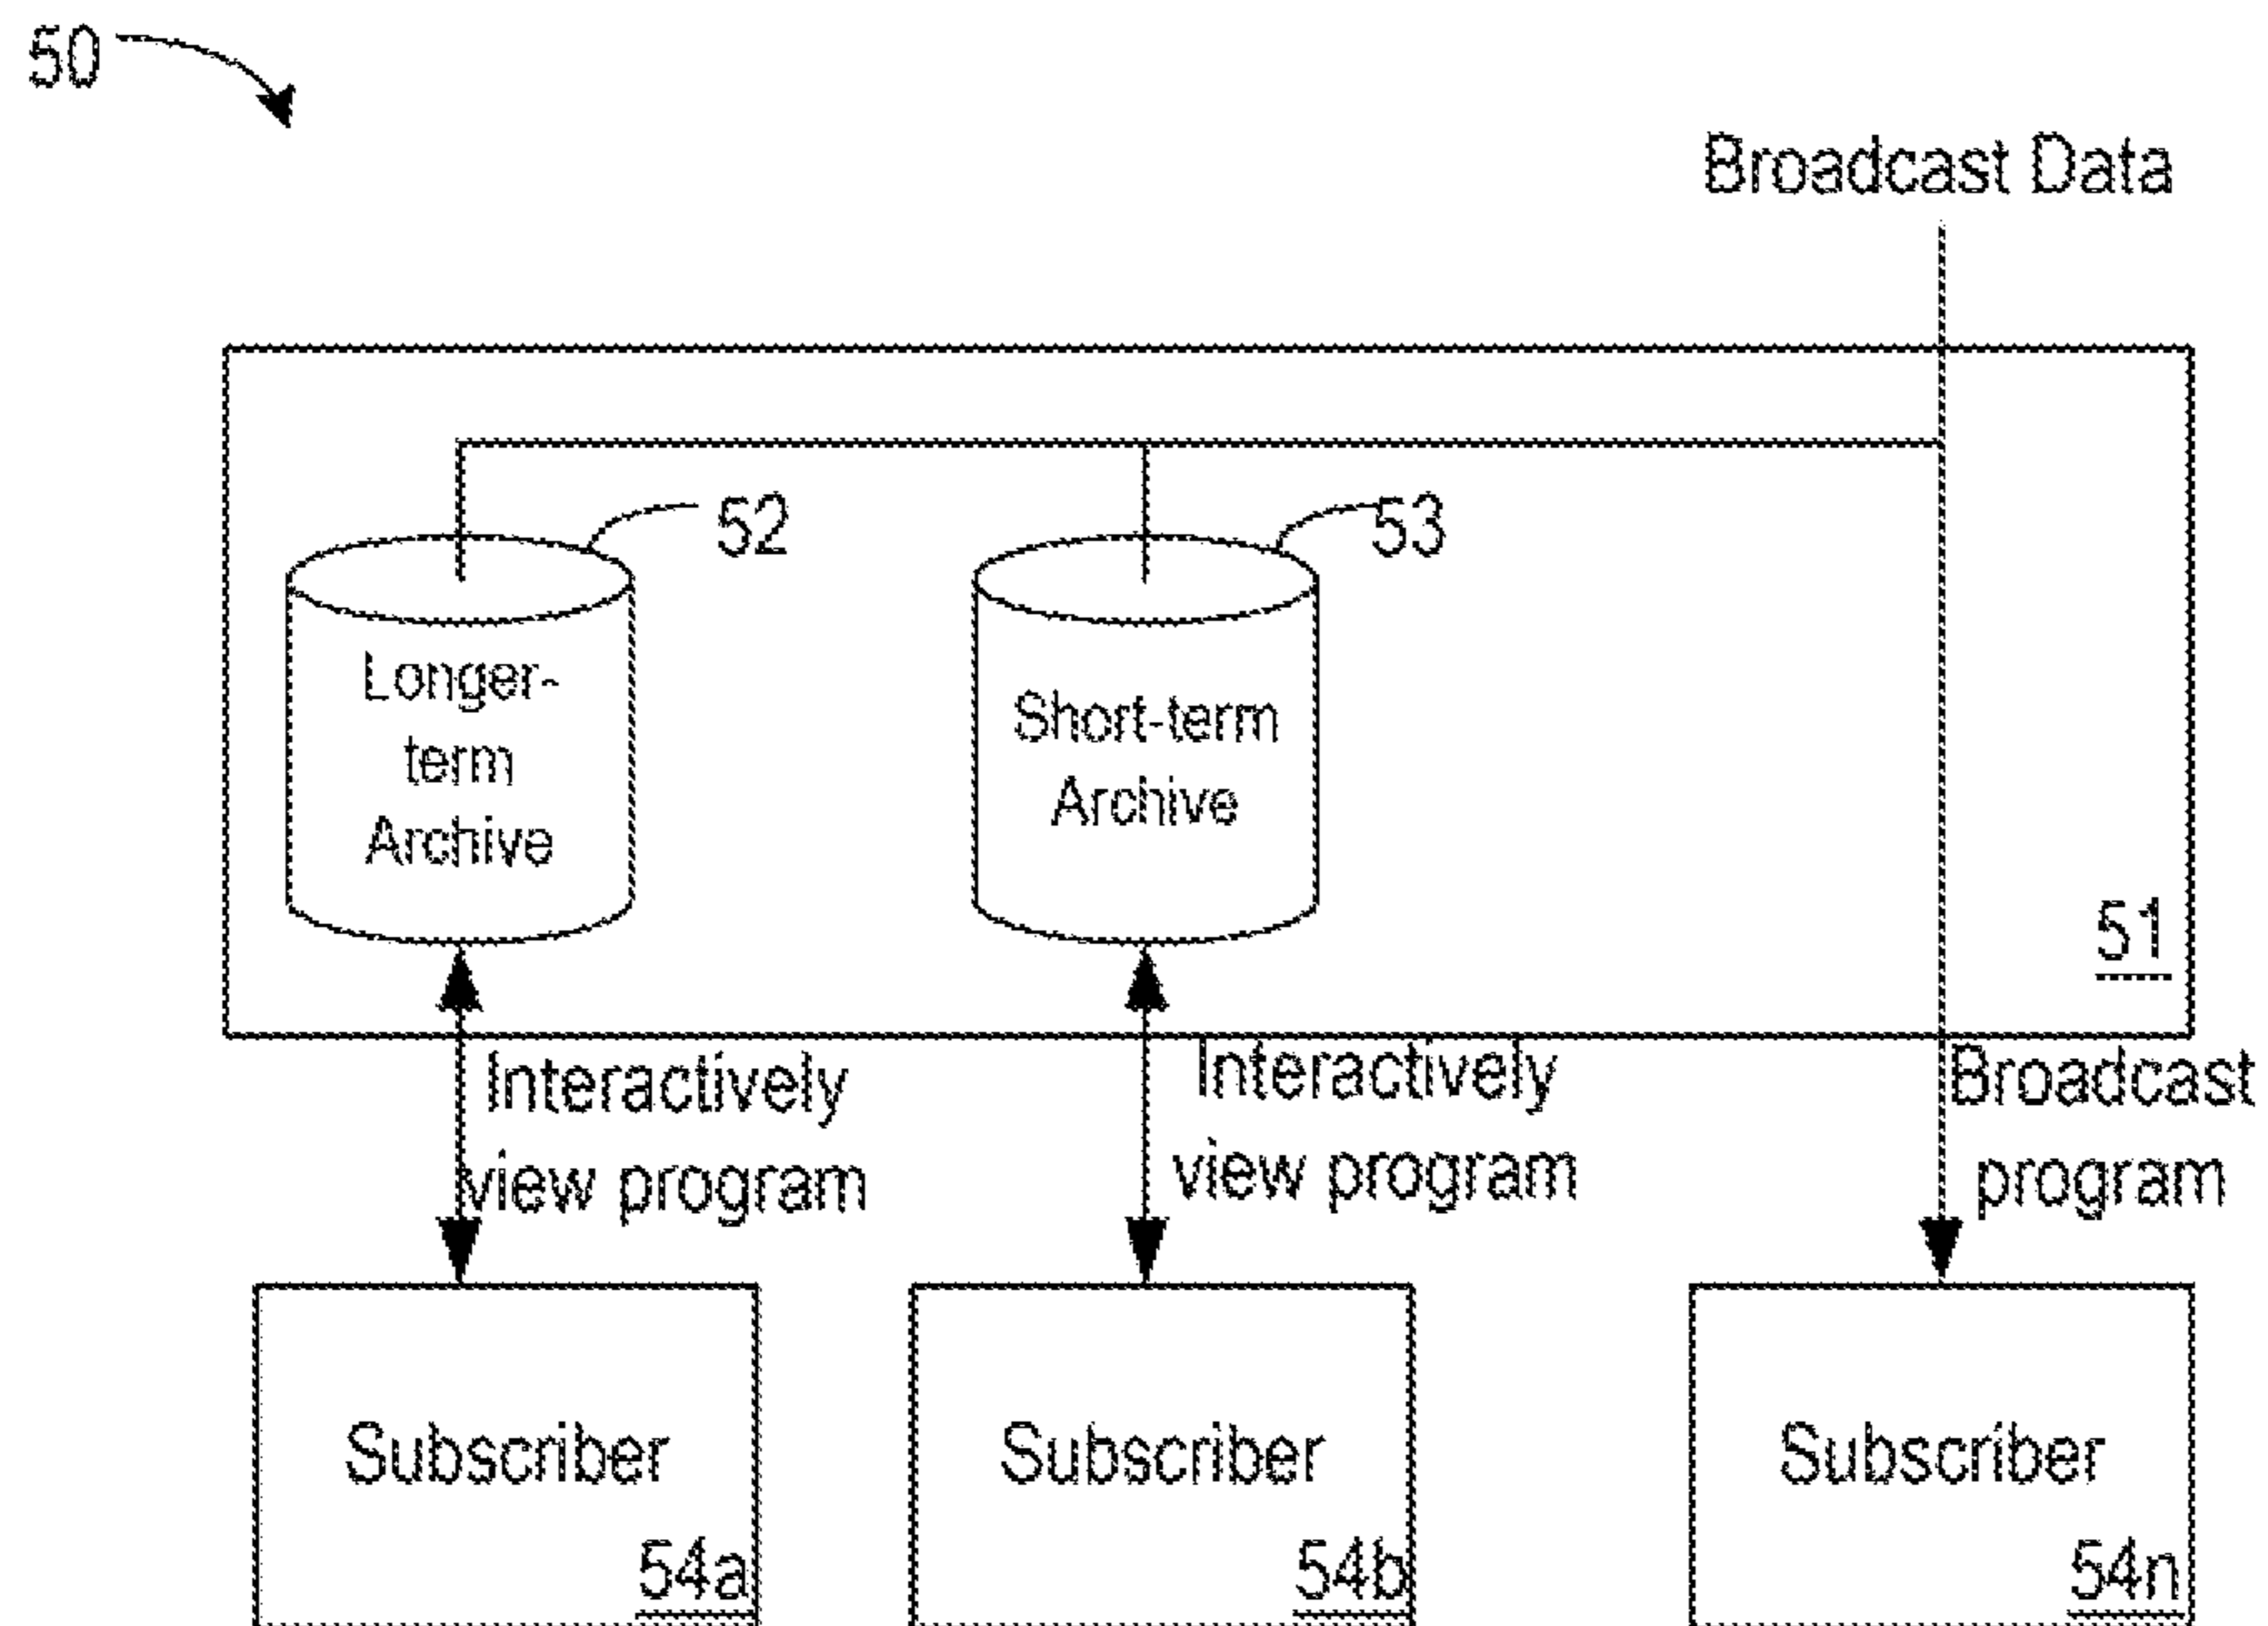 50
Broadcast Data
52
53
Longer-
term
Archive
Short-term
Archive
51
Interactively
view program
Interactively
view program
Broadcast
program
Subscriber
54a
Subscriber
54b
Subscriber
54n